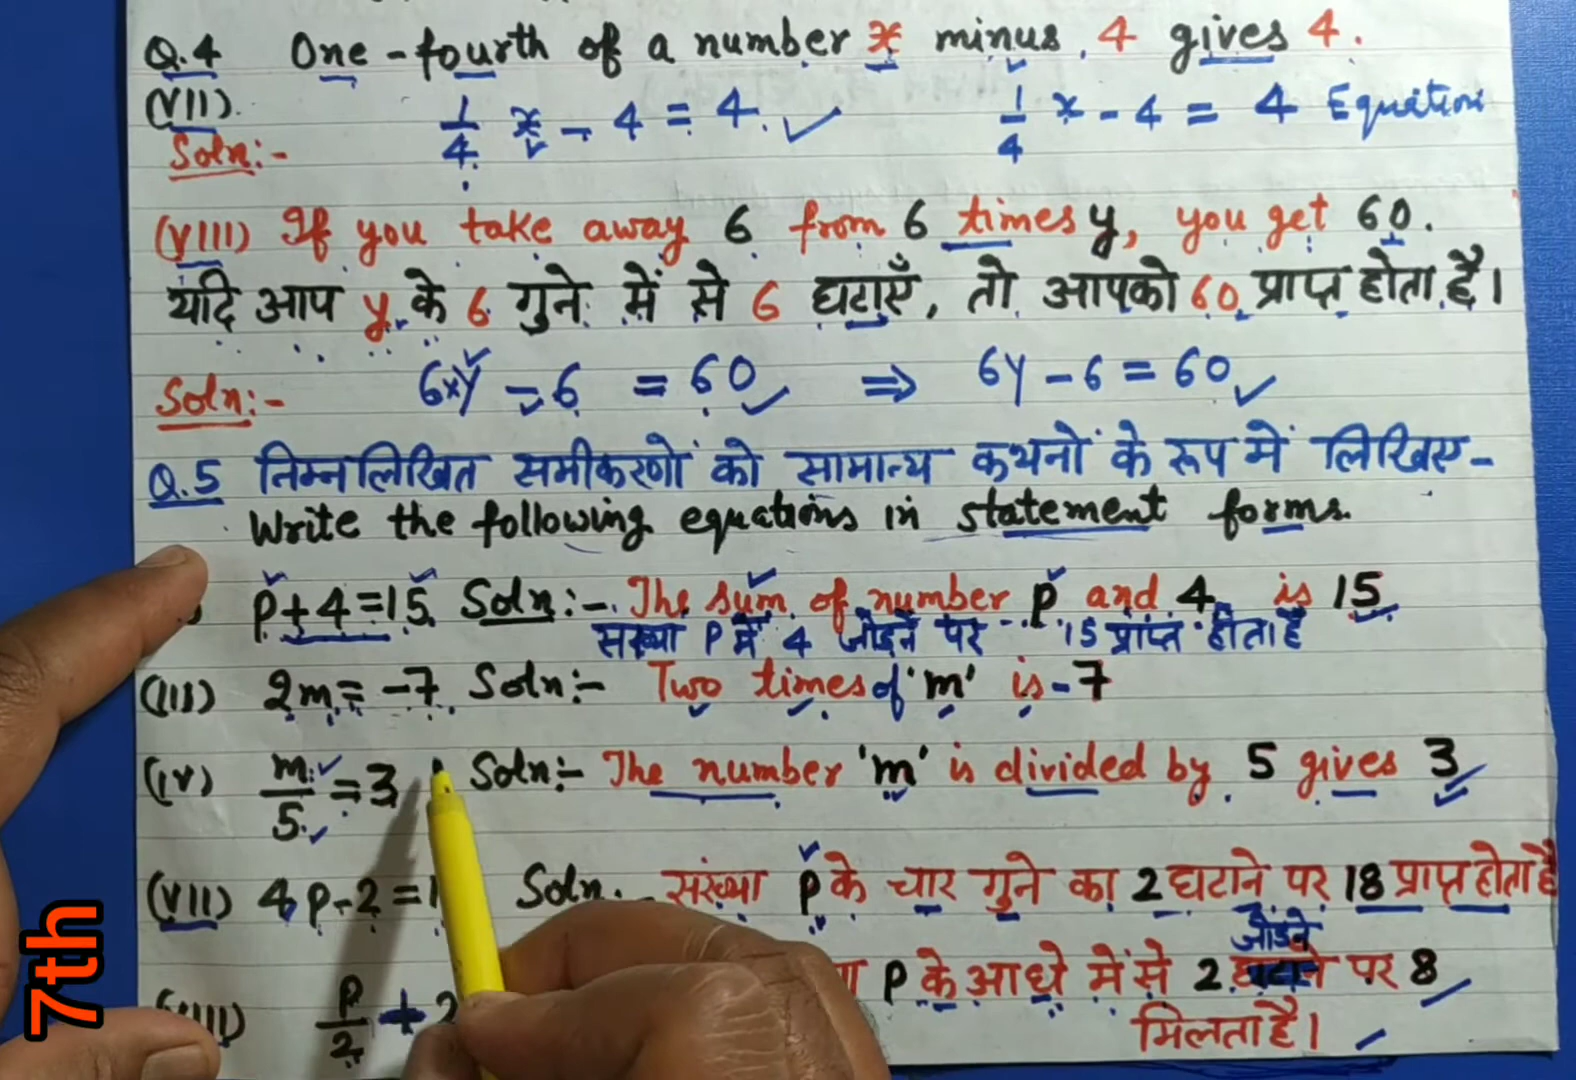 Q.4 One-fourth of a number x minus 4 gives 4.
(VII). 1/4 x - 4 = 4. ✓ 1/4 x - 4 = 4 Equation
Soln:-
(VIII) If you take away 6 from 6 times y, you get 60.
यदि आप y के 6 गुने में से 6 घटाएँ, तो आपको 60 प्राप्त होता है।
Soln:- 6×y - 6 = 60 ⇒ 6y - 6 = 60
Q.5 निम्नलिखित समीकरणों को सामान्य कथनों के रूप में लिखिए-
Write the following equations in statement forms.
p+4=15 Soln:- The sum of number p and 4 is 15
संख्या P में 4 जोड़ने पर 15 प्राप्त होता है
(III) 2m = -7 Soln:- Two times of 'm' is -7
(IV) m/5 = 3 Soln:- The number 'm' is divided by 5 gives 3
(VII) 4p-2=1 Soln. संख्या p के चार गुने का 2 घटाने पर 18 प्राप्त होता है
जोडने
p/2 + 2 P के आधे में से 2 पर 8
मिलता है।
7th